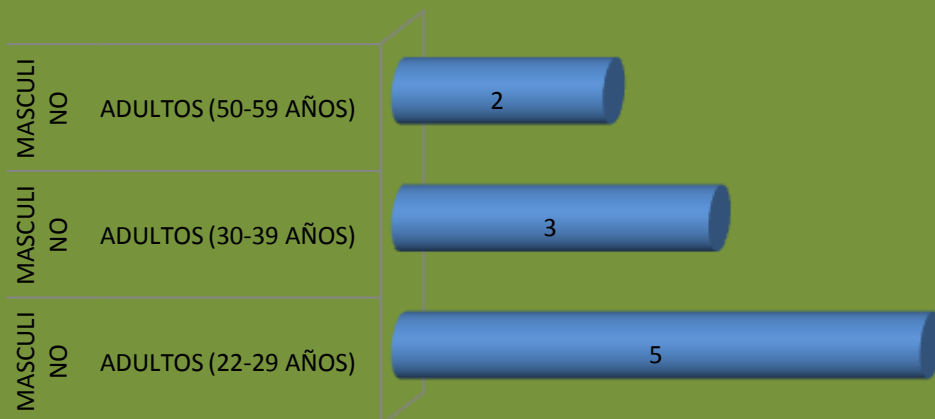 MASCULI
NO
ADULTOS (50-59 AÑOS)
2
MASCULI
NO
ADULTOS (30-39 AÑOS)
3
MASCULI
NO
ADULTOS (22-29 AÑOS)
5